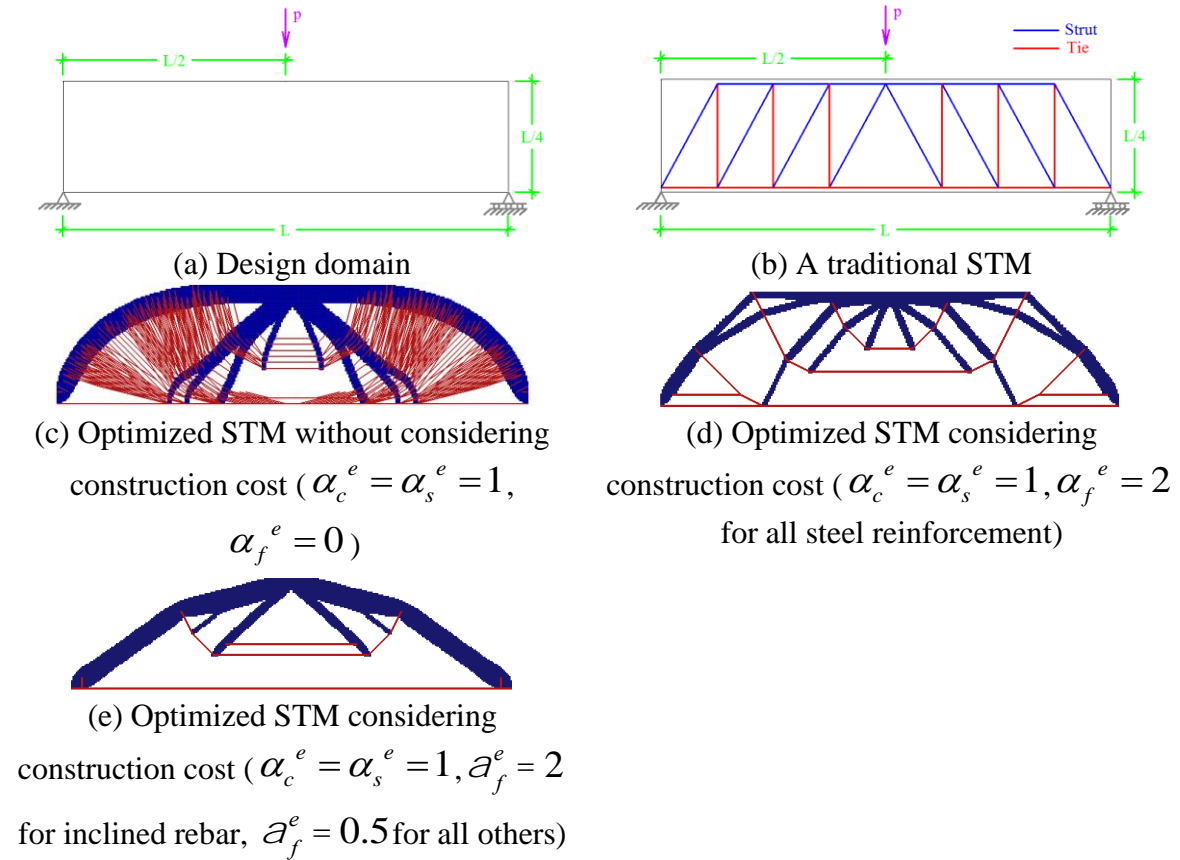 p
L/2
L/4
L
(a) Design domain
p
Strut
Tie
L/2
L/4
L
(b) A traditional STM
(c) Optimized STM without considering
construction cost ( α_c^e = α_s^e = 1,
α_f^e = 0 )
(d) Optimized STM considering
construction cost ( α_c^e = α_s^e = 1, α_f^e = 2
for all steel reinforcement)
(e) Optimized STM considering
construction cost ( α_c^e = α_s^e = 1, a_f^e = 2
for inclined rebar, a_f^e = 0.5 for all others)